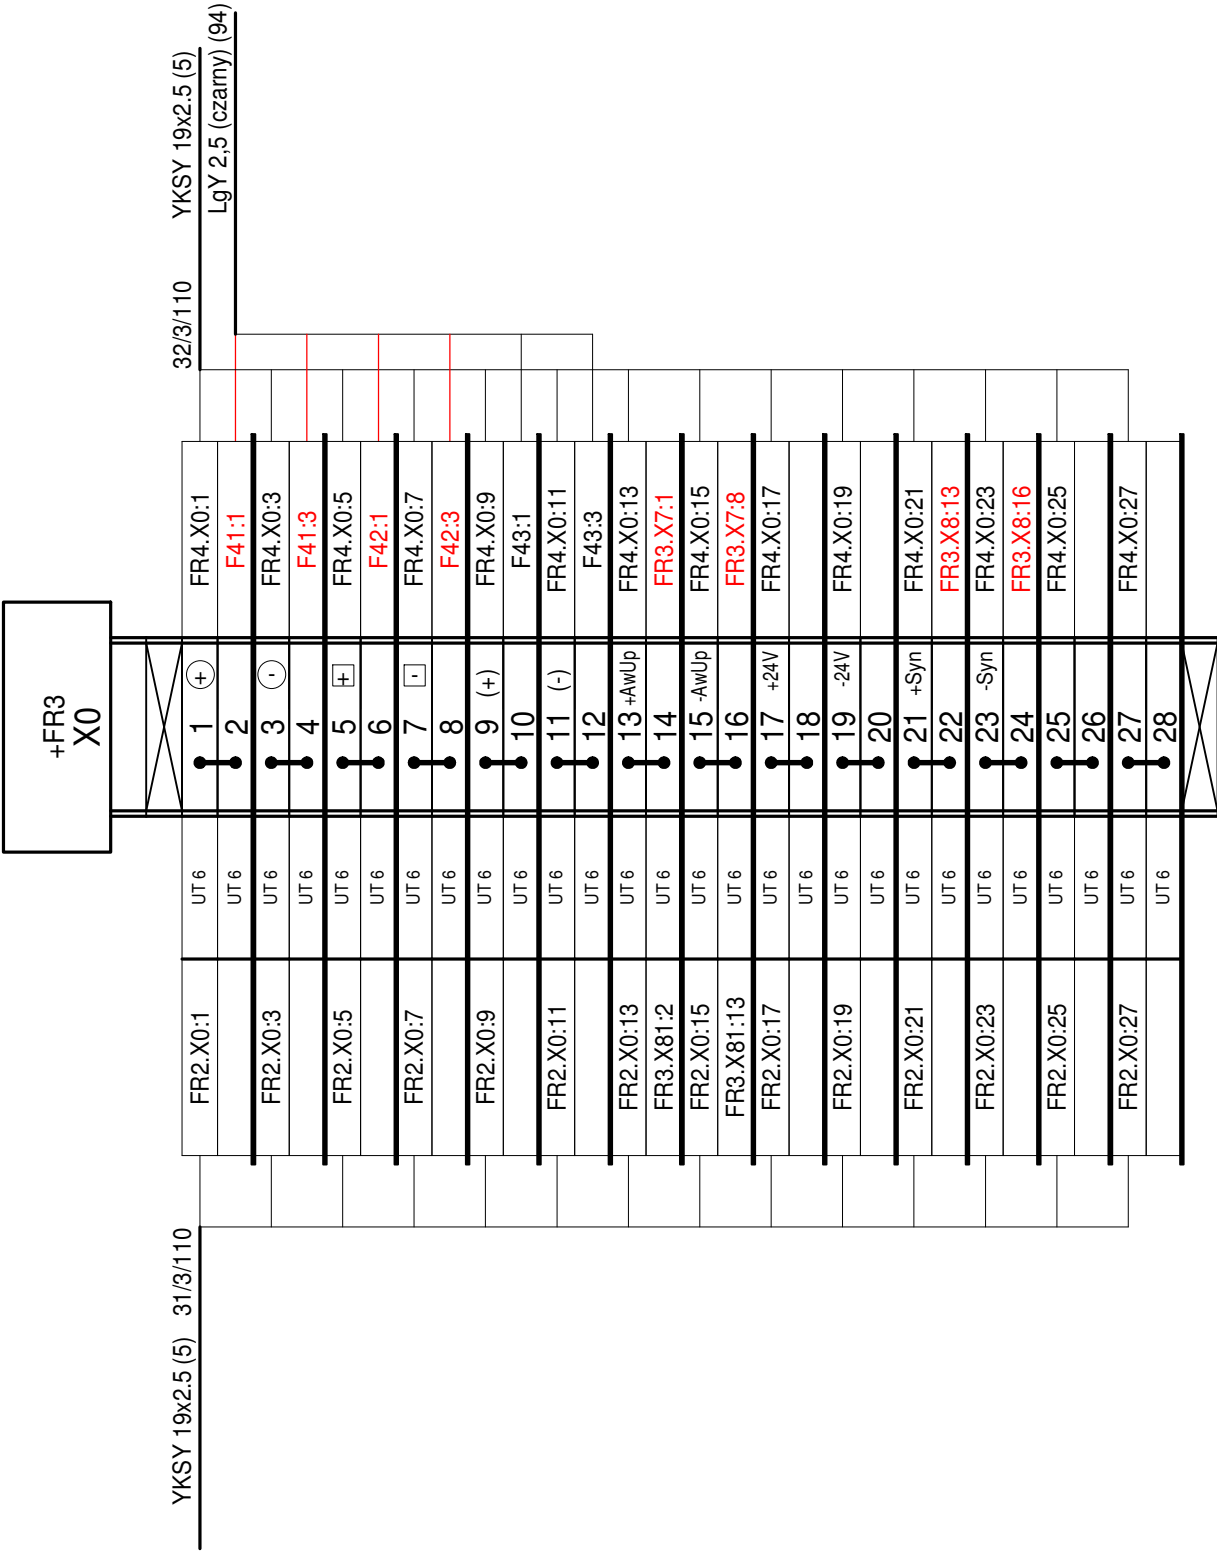 +FR3
X0
YKSY 19x2.5 (5) 31/3/110
32/3/110 YKSY 19x2.5 (5)
LgY 2,5 (czarny) (94)
FR2.X0:1 UT 6 1 + FR4.X0:1
UT 6 2 F41:1
FR2.X0:3 UT 6 3 - FR4.X0:3
UT 6 4 F41:3
FR2.X0:5 UT 6 5 + FR4.X0:5
UT 6 6 F42:1
FR2.X0:7 UT 6 7 - FR4.X0:7
UT 6 8 F42:3
FR2.X0:9 UT 6 9 (+) FR4.X0:9
UT 6 10 F43:1
FR2.X0:11 UT 6 11 (-) FR4.X0:11
UT 6 12 F43:3
FR2.X0:13 UT 6 13 +AwUp FR4.X0:13
FR3.X81:2 UT 6 14 FR3.X7:1
FR2.X0:15 UT 6 15 -AwUp FR4.X0:15
FR3.X81:13 UT 6 16 FR3.X7:8
FR2.X0:17 UT 6 17 +24V FR4.X0:17
UT 6 18
FR2.X0:19 UT 6 19 -24V FR4.X0:19
UT 6 20
FR2.X0:21 UT 6 21 +Syn FR4.X0:21
UT 6 22 FR3.X8:13
FR2.X0:23 UT 6 23 -Syn FR4.X0:23
UT 6 24 FR3.X8:16
FR2.X0:25 UT 6 25 FR4.X0:25
UT 6 26
FR2.X0:27 UT 6 27 FR4.X0:27
UT 6 28